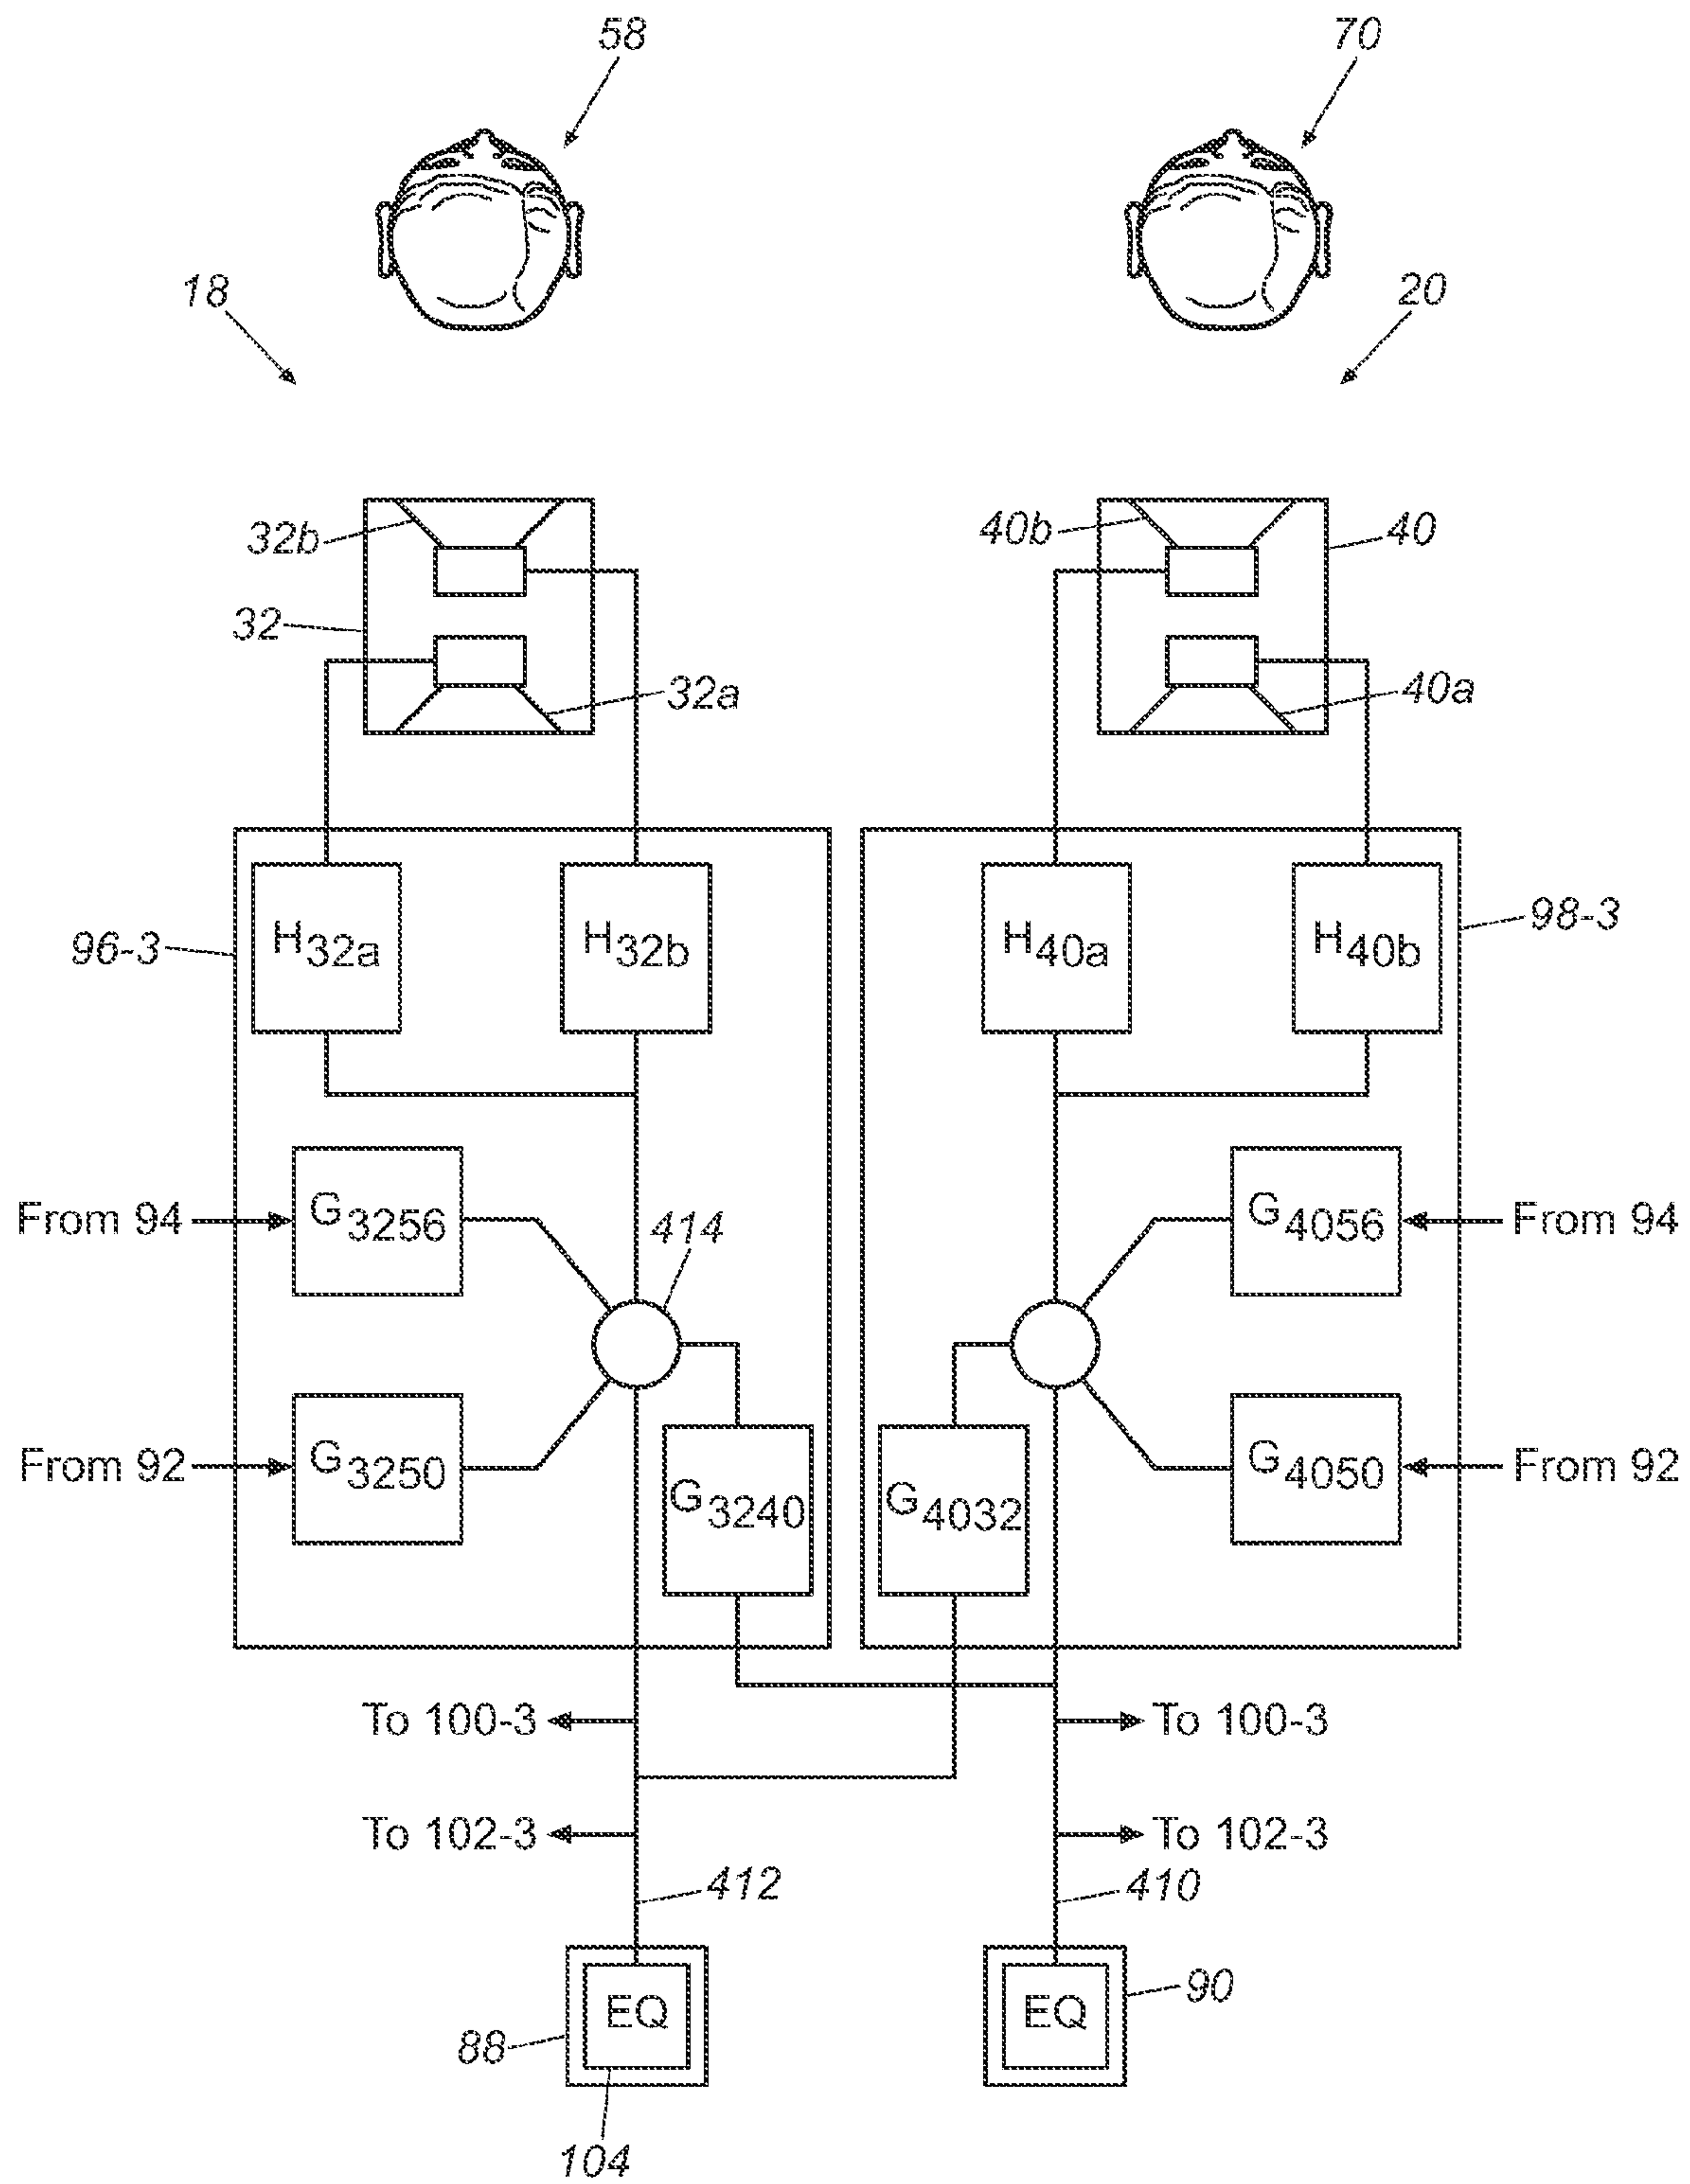 58
70
18
20
32b
40b
40
32
32a
40a
96-3
H32a
H32b
H40a
H40b
98-3
From 94
G3256
414
G4056
From 94
From 92
G3250
G3240
G4032
G4050
From 92
To 100-3
To 100-3
To 102-3
To 102-3
412
410
EQ
EQ
90
88
104